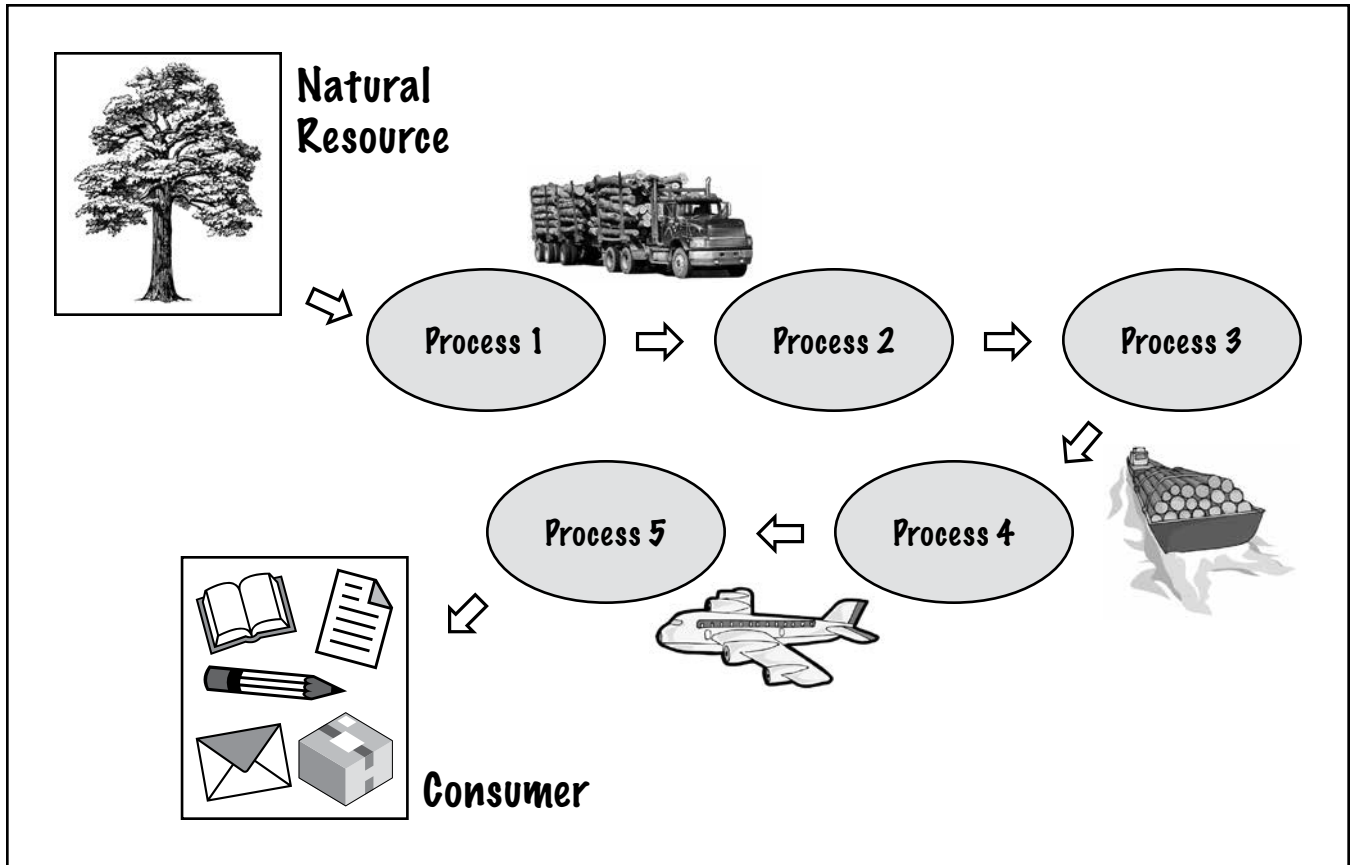 Natural
Resource
Process 1
Process 2
Process 3
Process 4
Process 5
Consumer